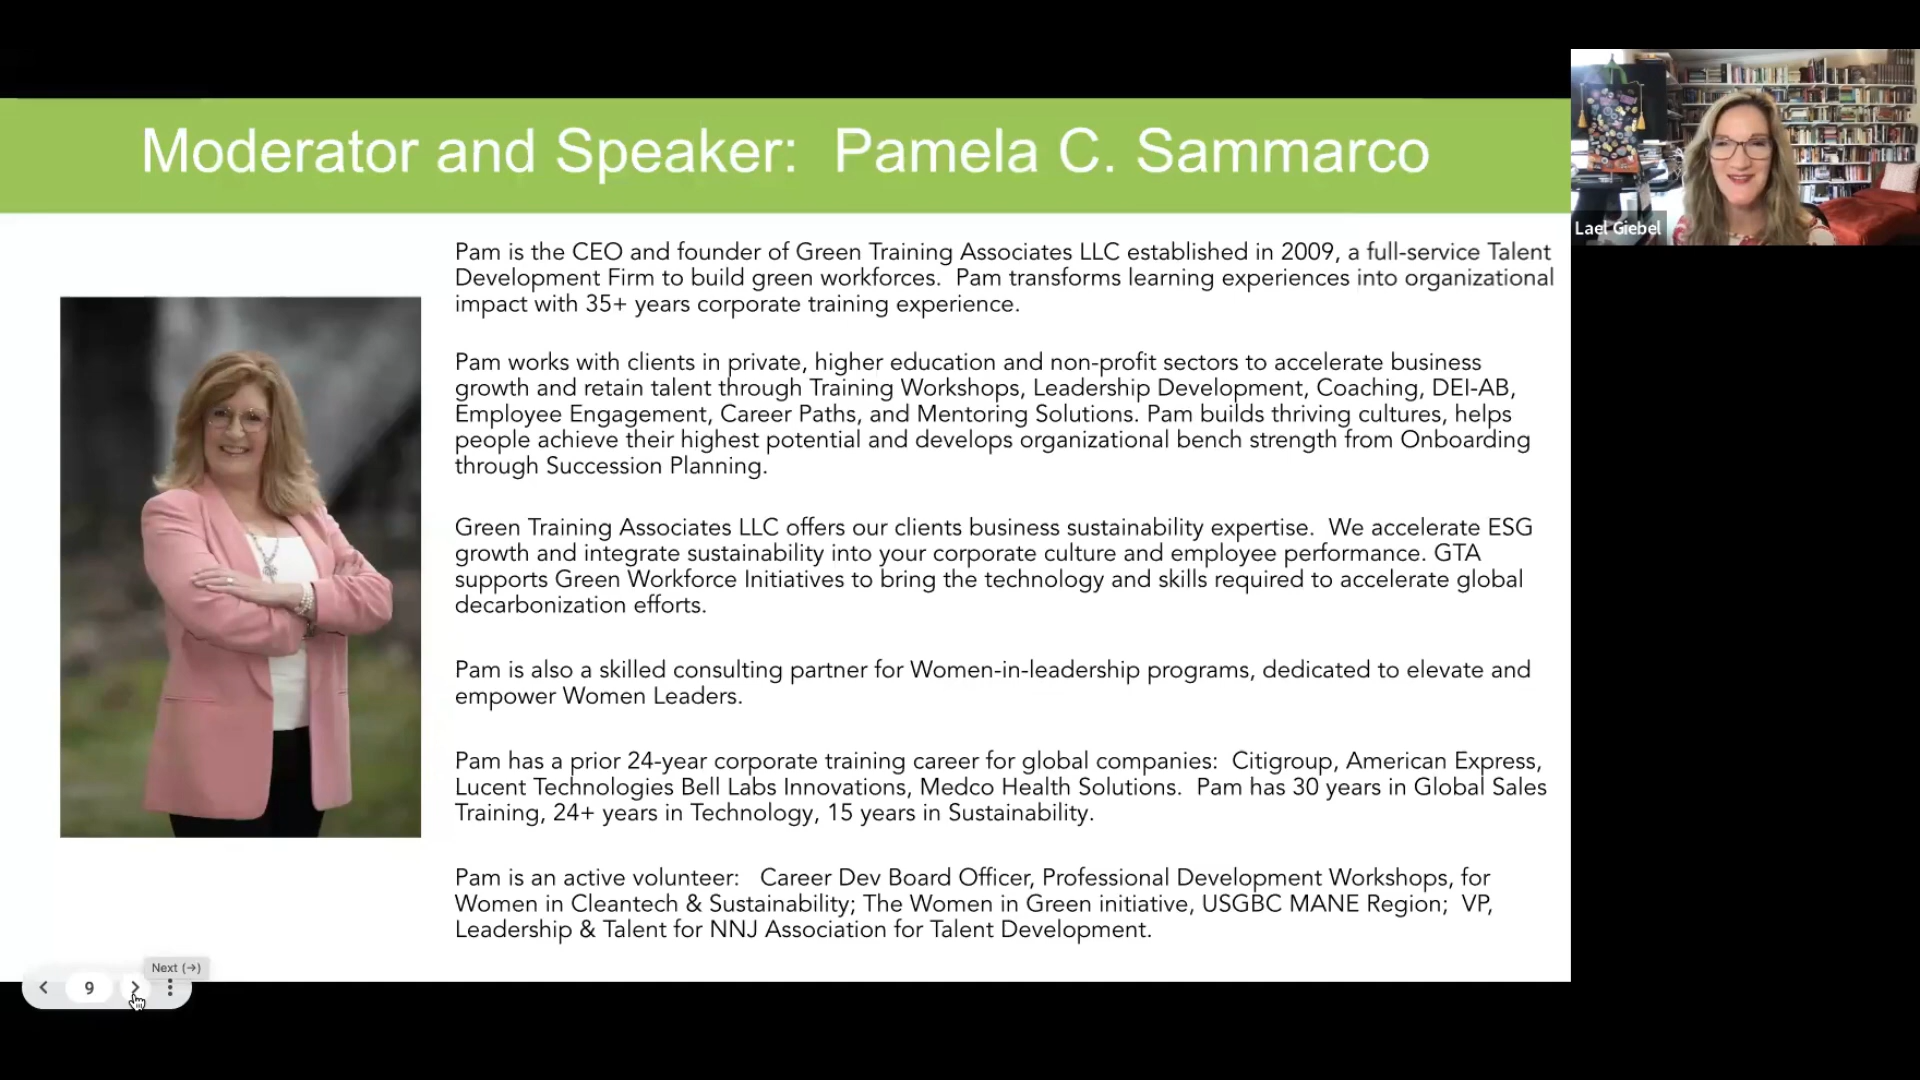 Moderator and Speaker:  Pamela C. Sammarco
Lael Giebel
Pam is the CEO and founder of Green Training Associates LLC established in 2009, a full-service Talent
Development Firm to build green workforces.  Pam transforms learning experiences into organizational
impact with 35+ years corporate training experience.
Pam works with clients in private, higher education and non-profit sectors to accelerate business
growth and retain talent through Training Workshops, Leadership Development, Coaching, DEI-AB,
Employee Engagement, Career Paths, and Mentoring Solutions. Pam builds thriving cultures, helps
people achieve their highest potential and develops organizational bench strength from Onboarding
through Succession Planning.
Green Training Associates LLC offers our clients business sustainability expertise.  We accelerate ESG
growth and integrate sustainability into your corporate culture and employee performance. GTA
supports Green Workforce Initiatives to bring the technology and skills required to accelerate global
decarbonization efforts.
Pam is also a skilled consulting partner for Women-in-leadership programs, dedicated to elevate and
empower Women Leaders.
Pam has a prior 24-year corporate training career for global companies:  Citigroup, American Express,
Lucent Technologies Bell Labs Innovations, Medco Health Solutions.  Pam has 30 years in Global Sales
Training, 24+ years in Technology, 15 years in Sustainability.
Pam is an active volunteer:   Career Dev Board Officer, Professional Development Workshops, for
Women in Cleantech & Sustainability; The Women in Green initiative, USGBC MANE Region;  VP,
Leadership & Talent for NNJ Association for Talent Development.
Next (→)
9